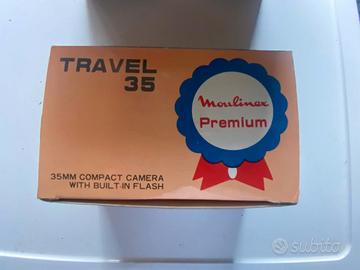 TRAVEL
35
Moulinex
Premium
35MM COMPACT CAMERA
WITH BUILT-IN FLASH
subito